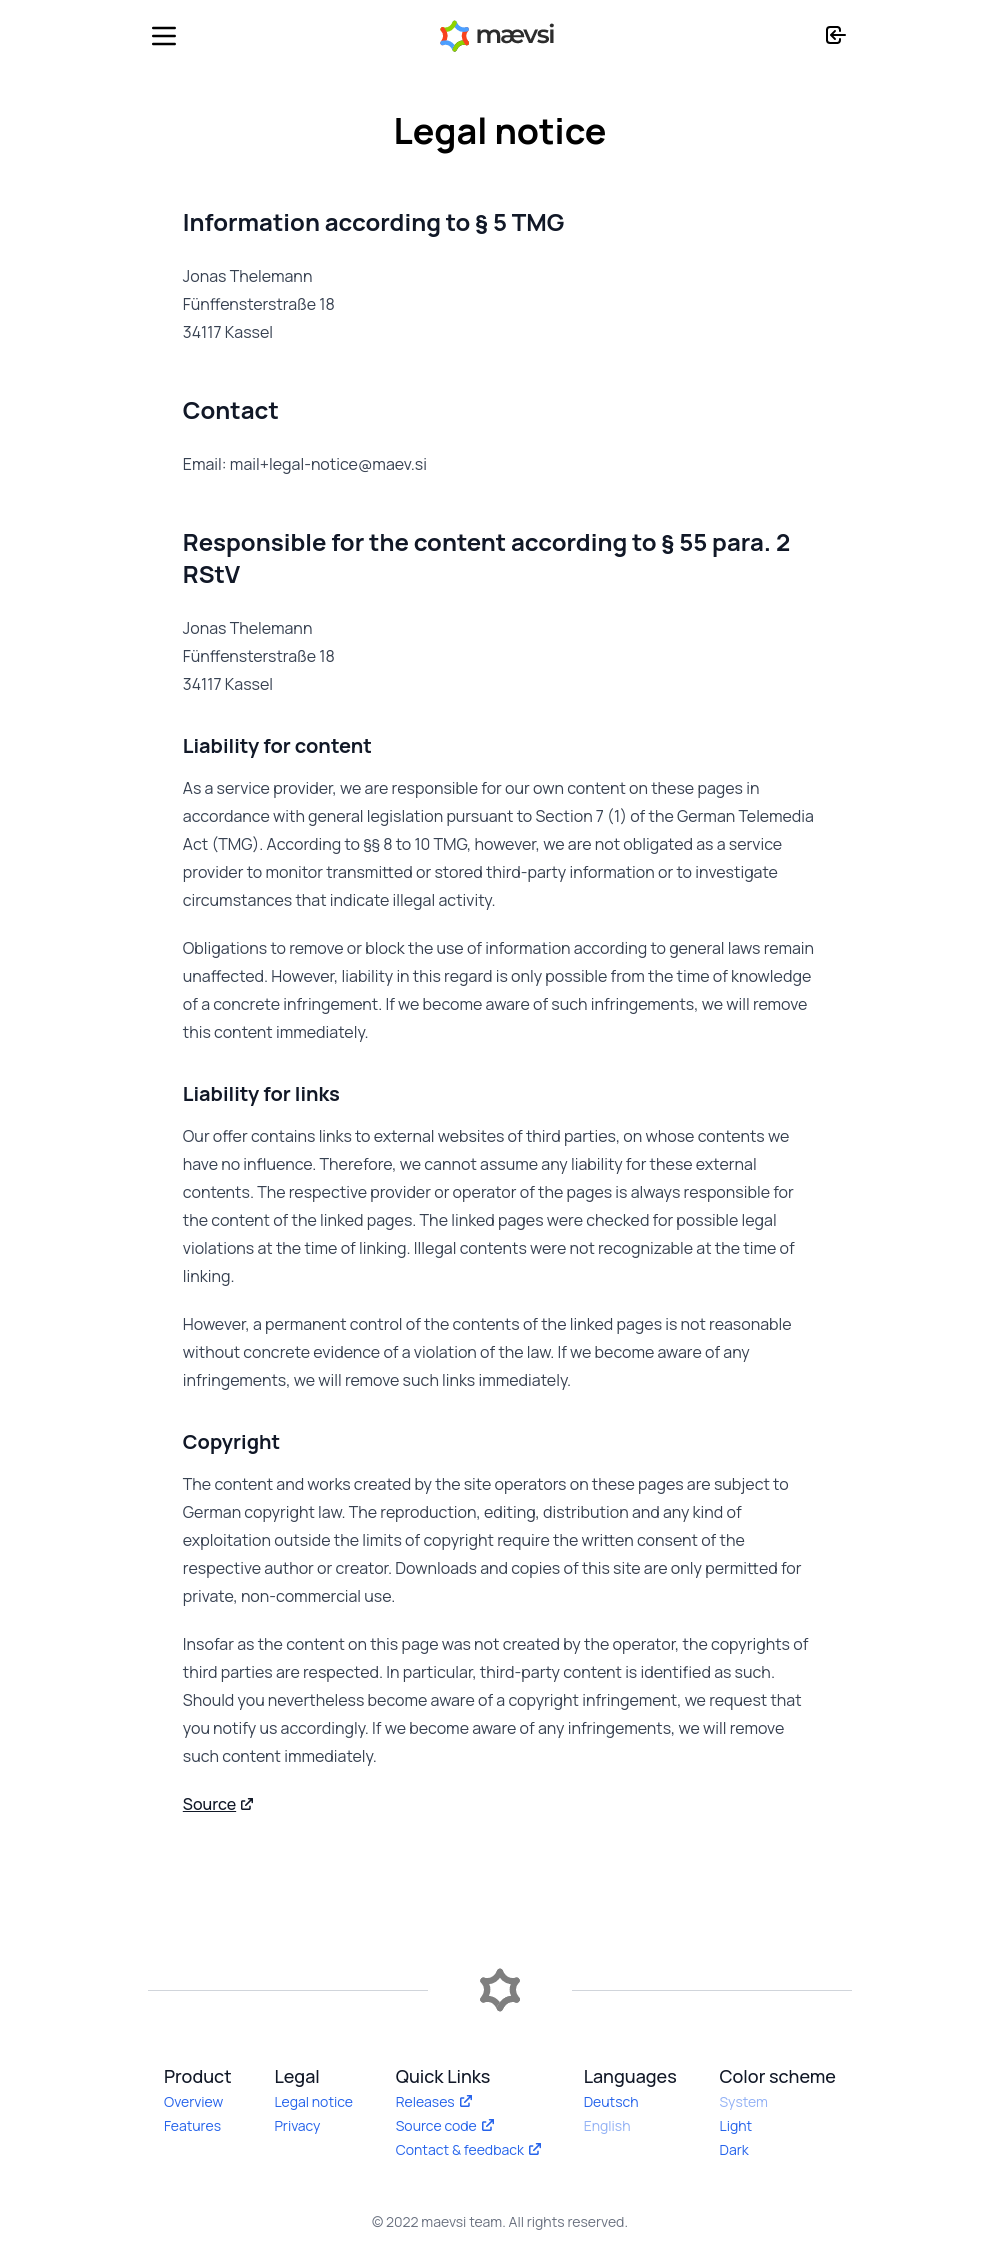 mævsi
Legal notice
Information according to § 5 TMG
Jonas Thelemann
Fünffensterstraße 18
34117 Kassel
Contact
Email: mail+legal-notice@maev.si
Responsible for the content according to § 55 para. 2
RStV
Jonas Thelemann
Fünffensterstraße 18
34117 Kassel
Liability for content
As a service provider, we are responsible for our own content on these pages in
accordance with general legislation pursuant to Section 7 (1) of the German Telemedia
Act (TMG). According to §§ 8 to 10 TMG, however, we are not obligated as a service
provider to monitor transmitted or stored third-party information or to investigate
circumstances that indicate illegal activity.
Obligations to remove or block the use of information according to general laws remain
unaffected. However, liability in this regard is only possible from the time of knowledge
of a concrete infringement. If we become aware of such infringements, we will remove
this content immediately.
Liability for links
Our offer contains links to external websites of third parties, on whose contents we
have no influence. Therefore, we cannot assume any liability for these external
contents. The respective provider or operator of the pages is always responsible for
the content of the linked pages. The linked pages were checked for possible legal
violations at the time of linking. Illegal contents were not recognizable at the time of
linking.
However, a permanent control of the contents of the linked pages is not reasonable
without concrete evidence of a violation of the law. If we become aware of any
infringements, we will remove such links immediately.
Copyright
The content and works created by the site operators on these pages are subject to
German copyright law. The reproduction, editing, distribution and any kind of
exploitation outside the limits of copyright require the written consent of the
respective author or creator. Downloads and copies of this site are only permitted for
private, non-commercial use.
Insofar as the content on this page was not created by the operator, the copyrights of
third parties are respected. In particular, third-party content is identified as such.
Should you nevertheless become aware of a copyright infringement, we request that
you notify us accordingly. If we become aware of any infringements, we will remove
such content immediately.
Source
Product
Overview
Features
Legal
Legal notice
Privacy
Quick Links
Releases
Source code
Contact & feedback
Languages
Deutsch
English
Color scheme
System
Light
Dark
© 2022 maevsi team. All rights reserved.